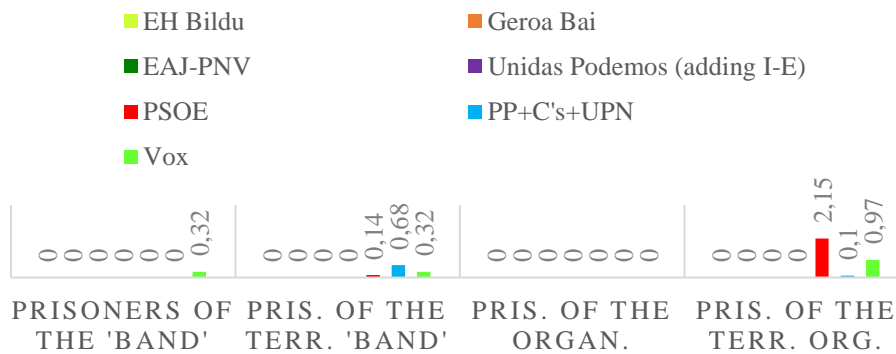 EH Bildu
Geroa Bai
EAJ-PNV
Unidas Podemos (adding I-E)
PSOE
PP+C's+UPN
Vox
0 0 0 0 0 0 0,32
0 0 0 0 0,14 0,68 0,32
0 0 0 0 0 0 0
0 0 0 0 2,15 0,1 0,97
PRISONERS OF
THE 'BAND'
PRIS. OF THE
TERR. 'BAND'
PRIS. OF THE
ORGAN.
PRIS. OF THE
TERR. ORG.